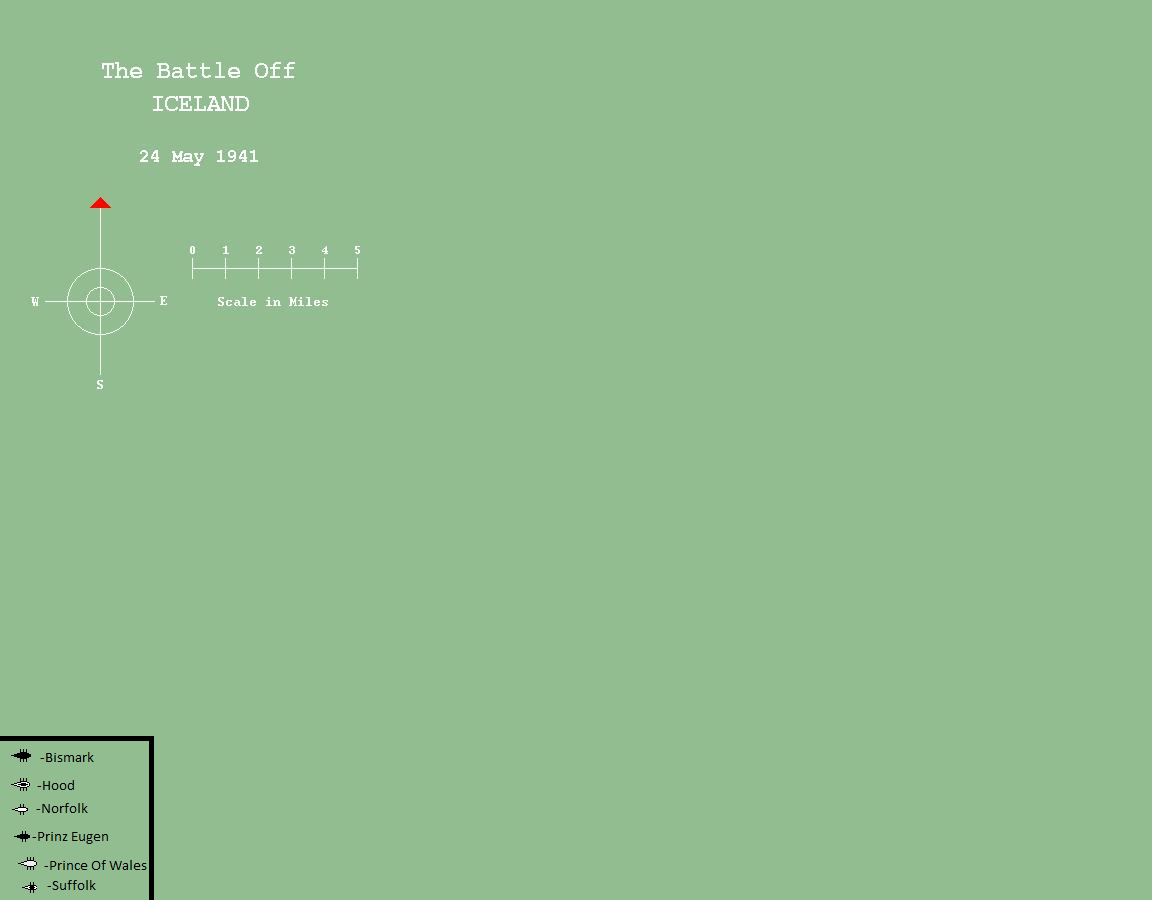 The Battle Off
ICELAND
24 May 1941
0 1 2 3 4 5
W E
Scale in Miles
S
-Bismark
-Hood
-Norfolk
-Prinz Eugen
-Prince Of Wales
-Suffolk